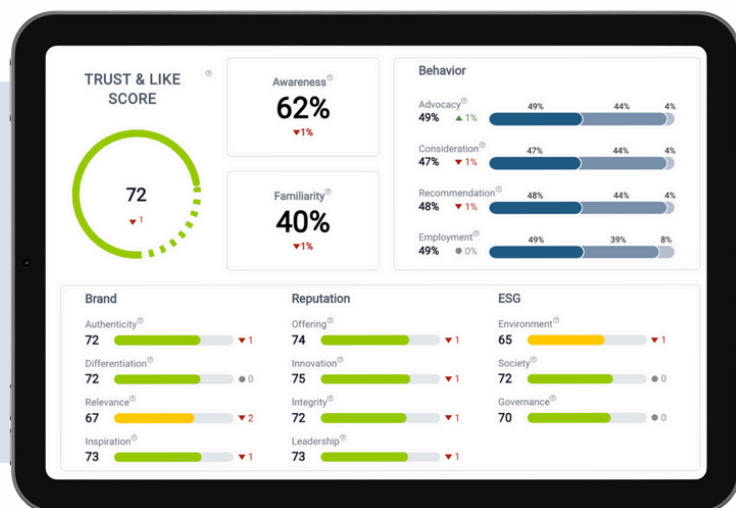 TRUST & LIKE
SCORE
72
▼ 1
Awareness
62%
▼1%
Familiarity
40%
▼1%
Behavior
Advocacy
49% ▲ 1%
49% 44% 4%
Consideration
47% ▼ 1%
47% 44% 4%
Recommendation
48% ▼ 1%
48% 44% 4%
Employment
49% ● 0%
49% 39% 8%
Brand
Authenticity
72 ▼ 1
Differentiation
72 ● 0
Relevance
67 ▼ 2
Inspiration
73 ▼ 1
Reputation
Offering
74 ▼ 1
Innovation
75 ▼ 1
Integrity
72 ▼ 1
Leadership
73 ▼ 1
ESG
Environment
65 ▼ 1
Society
72 ● 0
Governance
70 ● 0